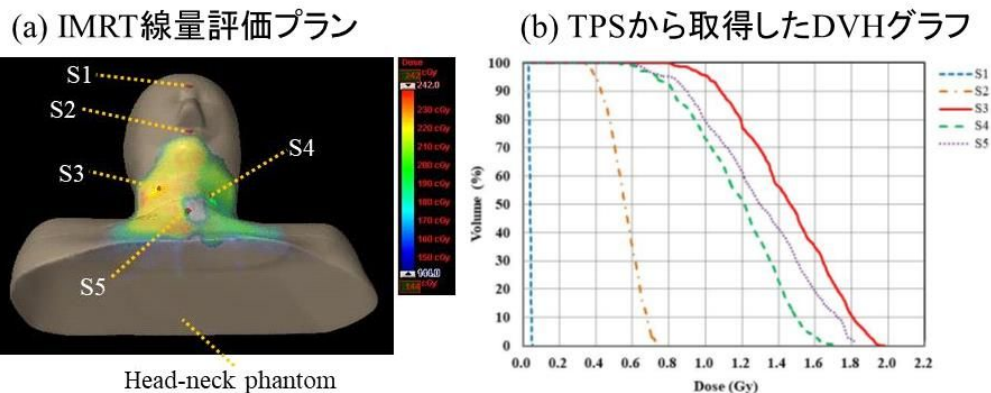 (a) IMRT線量評価プラン
S1
S2
S3
S4
S5
Head-neck phantom
Dose
242.0
230 cGy
220 cGy
210 cGy
200 cGy
190 cGy
180 cGy
170 cGy
160 cGy
150 cGy
cGy
(b) TPSから取得したDVHグラフ
Volume (%)
100
90
80
70
60
50
40
30
20
10
0
0.0 0.2 0.4 0.6 0.8 1.0 1.2 1.4 1.6 1.8 2.0 2.2
Dose (Gy)
S1
S2
S3
S4
S5